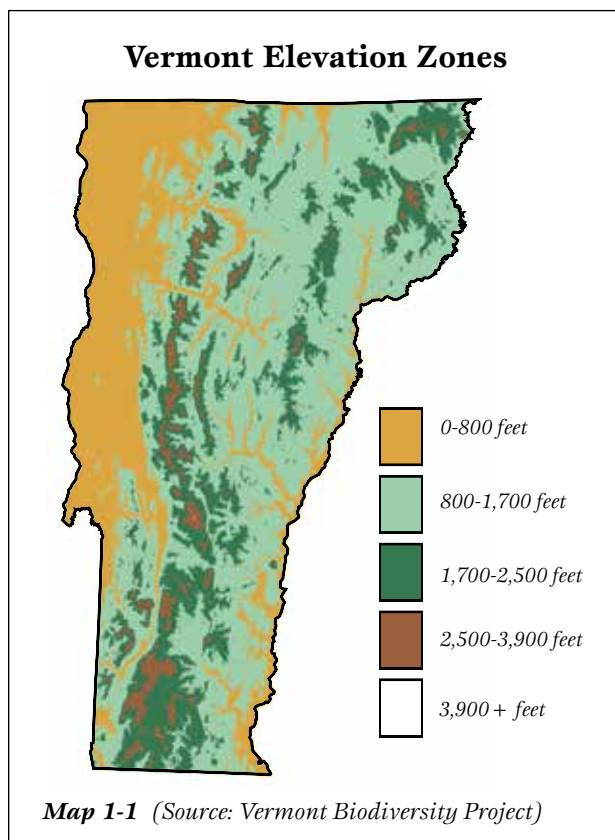 Vermont Elevation Zones
0-800 feet
800-1,700 feet
1,700-2,500 feet
2,500-3,900 feet
3,900+ feet
Map 1-1 (Source: Vermont Biodiversity Project)